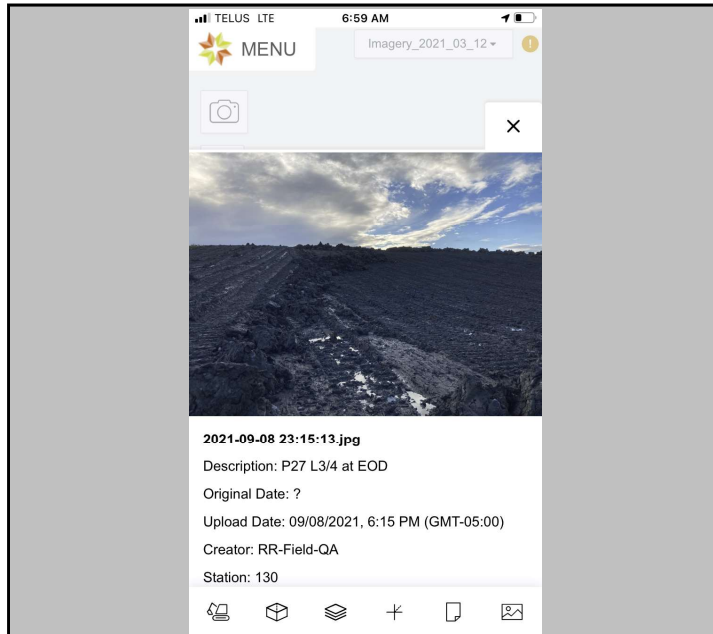 TELUS LTE 6:59 AM
MENU
Imagery_2021_03_12
!
2021-09-08 23:15:13.jpg
Description: P27 L3/4 at EOD
Original Date: ?
Upload Date: 09/08/2021, 6:15 PM (GMT-05:00)
Creator: RR-Field-QA
Station: 130